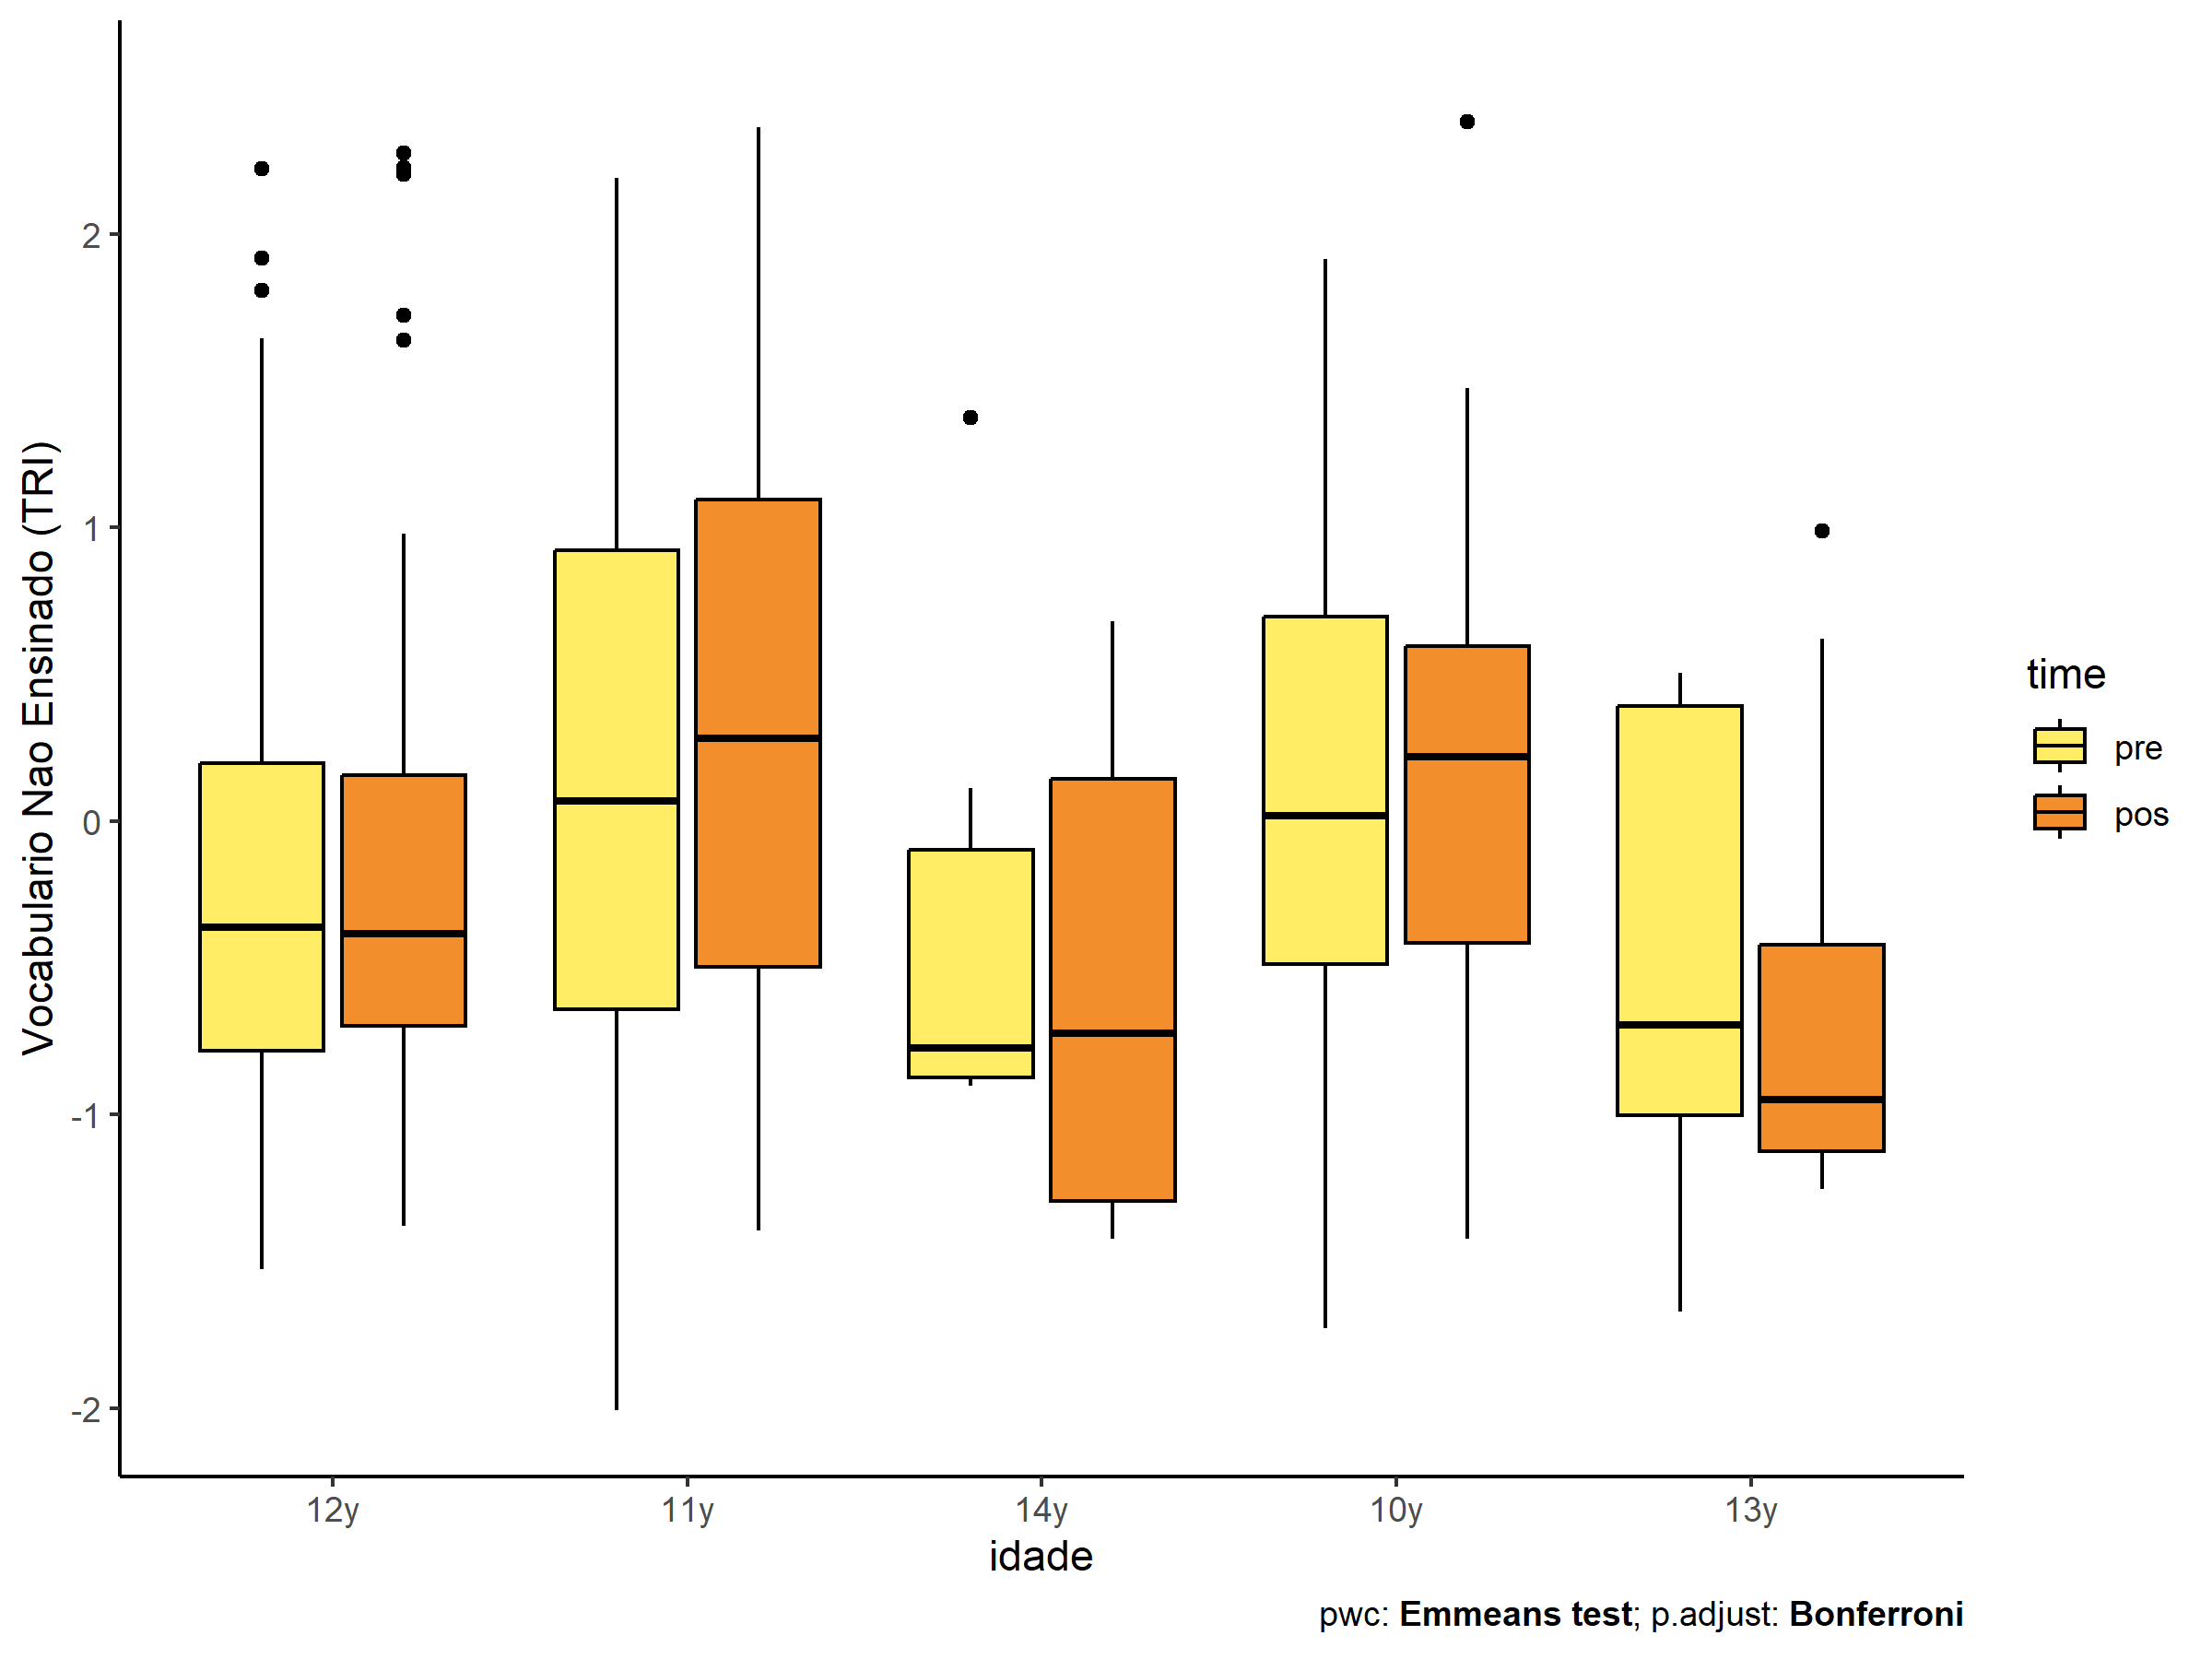 Vocabulario Nao Ensinado (TRI)
2
1
0
-1
-2
12y
11y
14y
10y
13y
idade
time
pre
pos
pwc: Emmeans test; p.adjust: Bonferroni